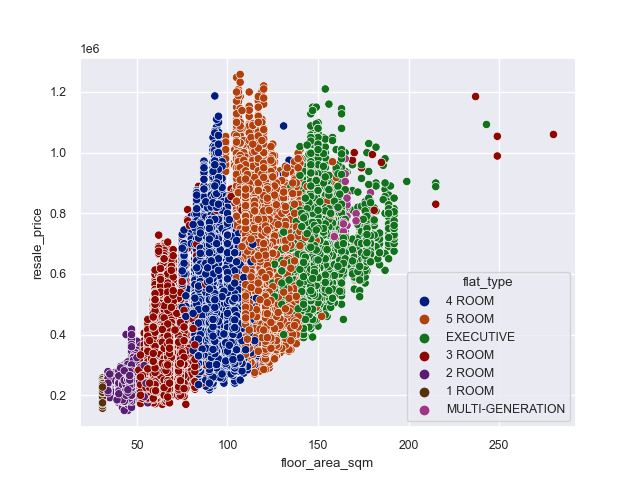 1e6
1.2
1.0
0.8
0.6
0.4
0.2
resale_price
50
100
150
200
250
floor_area_sqm
flat_type
4 ROOM
5 ROOM
EXECUTIVE
3 ROOM
2 ROOM
1 ROOM
MULTI-GENERATION